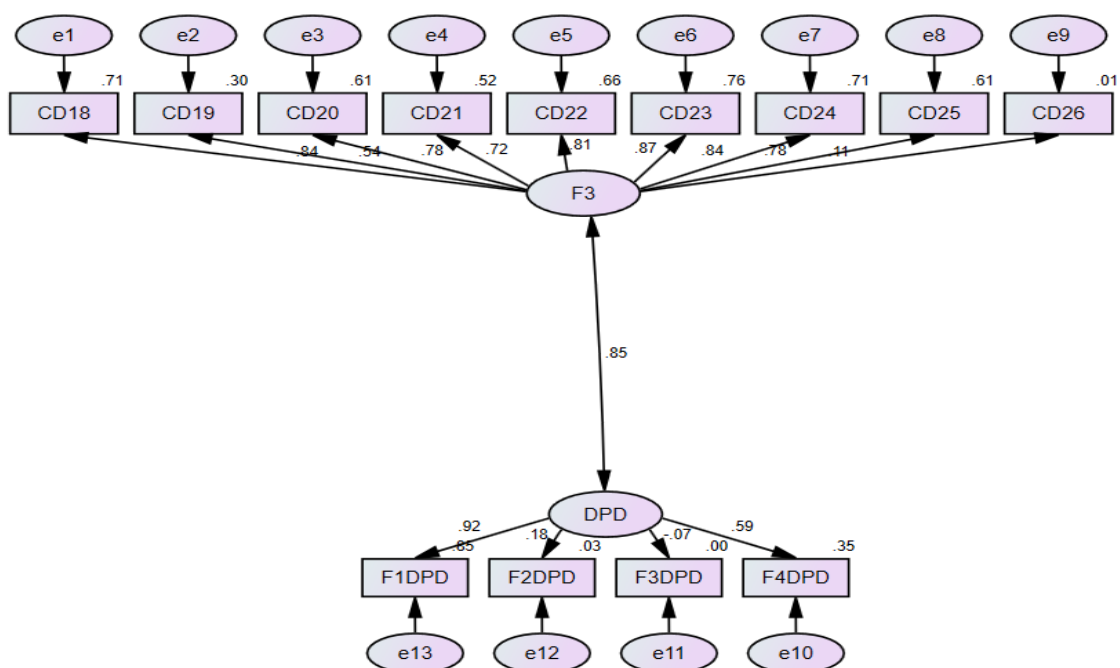 e1 e2 e3 e4 e5 e6 e7 e8 e9
.71 .30 .61 .52 .66 .76 .71 .61 .01
CD18 CD19 CD20 CD21 CD22 CD23 CD24 CD25 CD26
.84 .54 .78 .72 .81 .87 .84 .78 .11
F3
.85
DPD
.92 .18 -.07 .59
.85 .03 .00 .35
F1DPD F2DPD F3DPD F4DPD
e13 e12 e11 e10